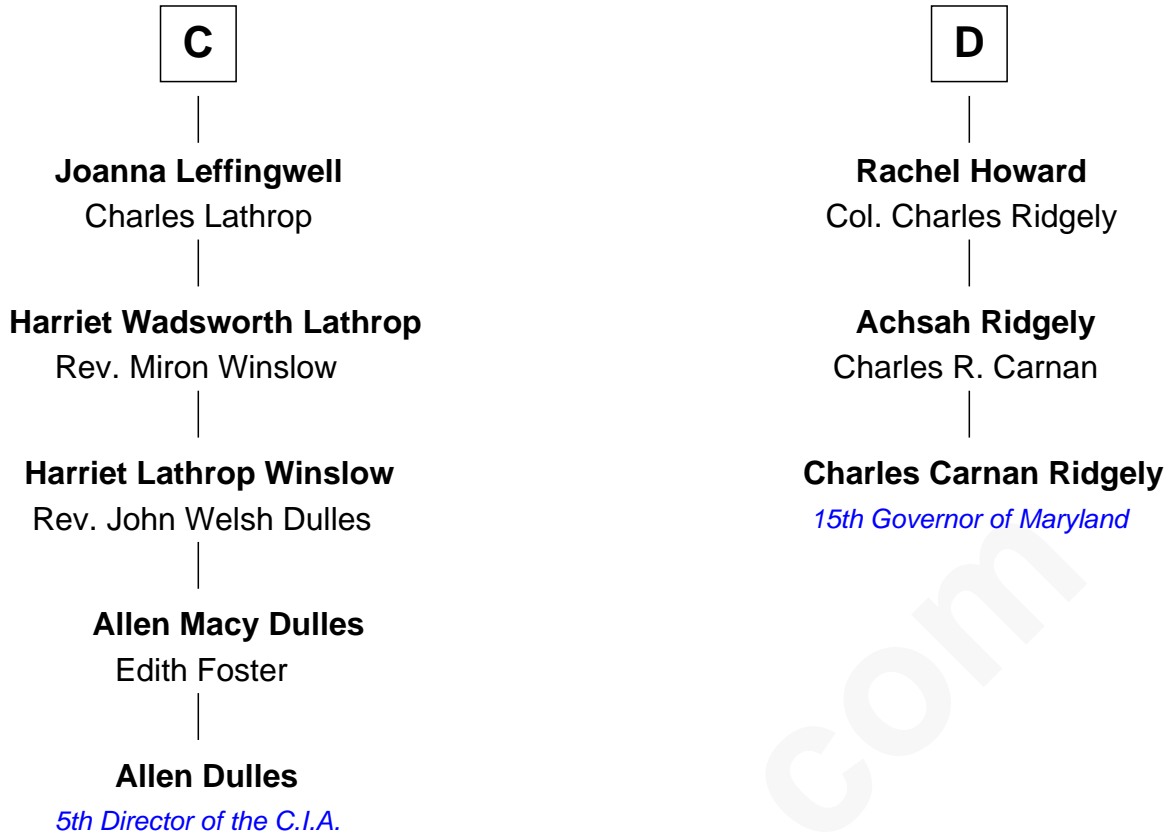 C
Joanna Leffingwell
Charles Lathrop
Harriet Wadsworth Lathrop
Rev. Miron Winslow
Harriet Lathrop Winslow
Rev. John Welsh Dulles
Allen Macy Dulles
Edith Foster
Allen Dulles
5th Director of the C.I.A.
D
Rachel Howard
Col. Charles Ridgely
Achsah Ridgely
Charles R. Carnan
Charles Carnan Ridgely
15th Governor of Maryland
com